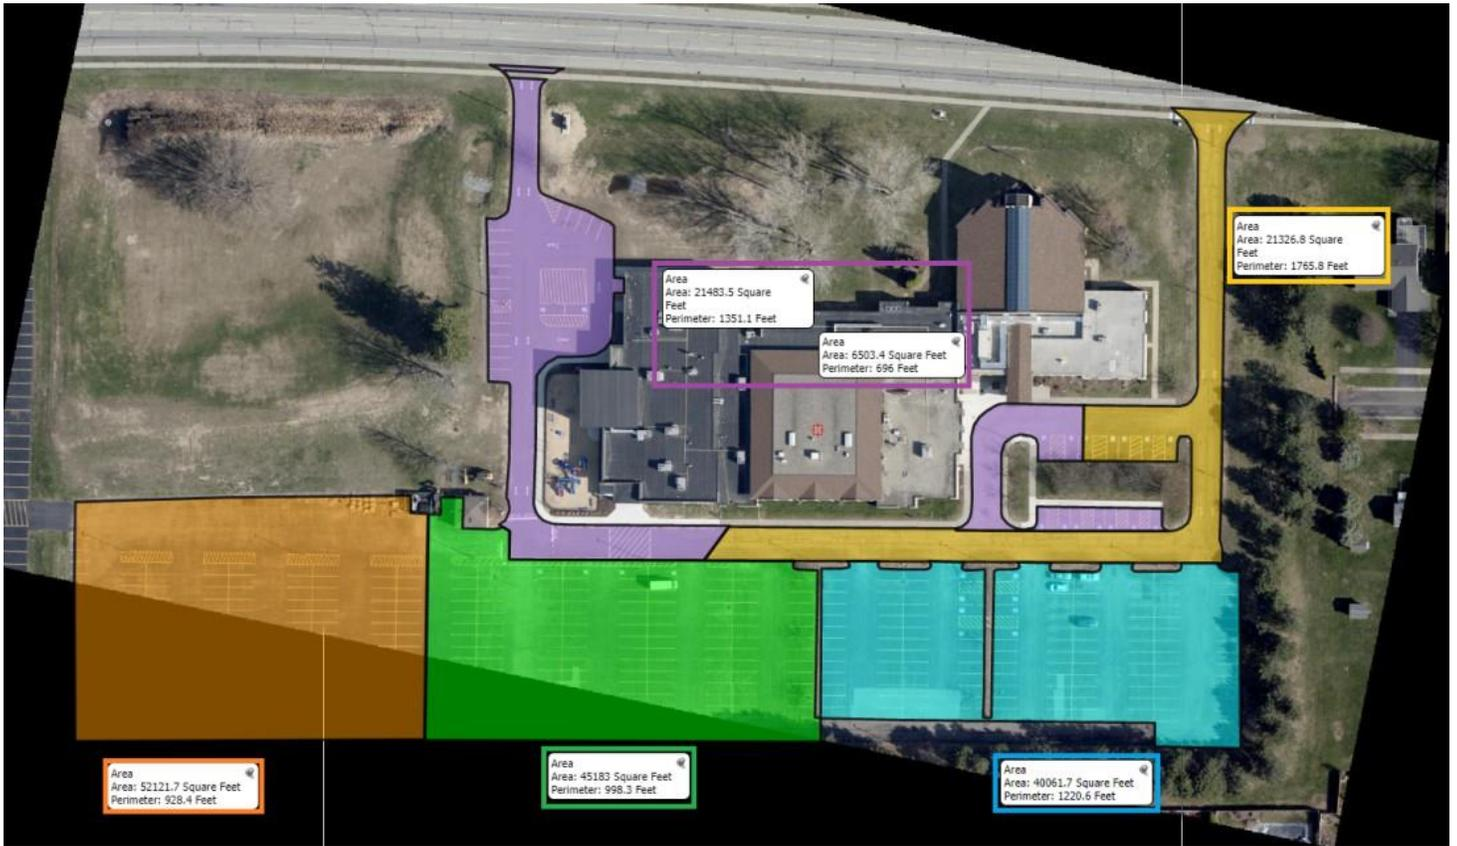 Area
Area: 21326.8 Square
Feet
Perimeter: 1765.8 Feet
Area
Area: 21483.5 Square
Feet
Perimeter: 1351.1 Feet
Area
Area: 6503.4 Square Feet
Perimeter: 696 Feet
Area
Area: 52121.7 Square Feet
Perimeter: 928.4 Feet
Area
Area: 45183 Square Feet
Perimeter: 998.3 Feet
Area
Area: 40061.7 Square Feet
Perimeter: 1220.6 Feet